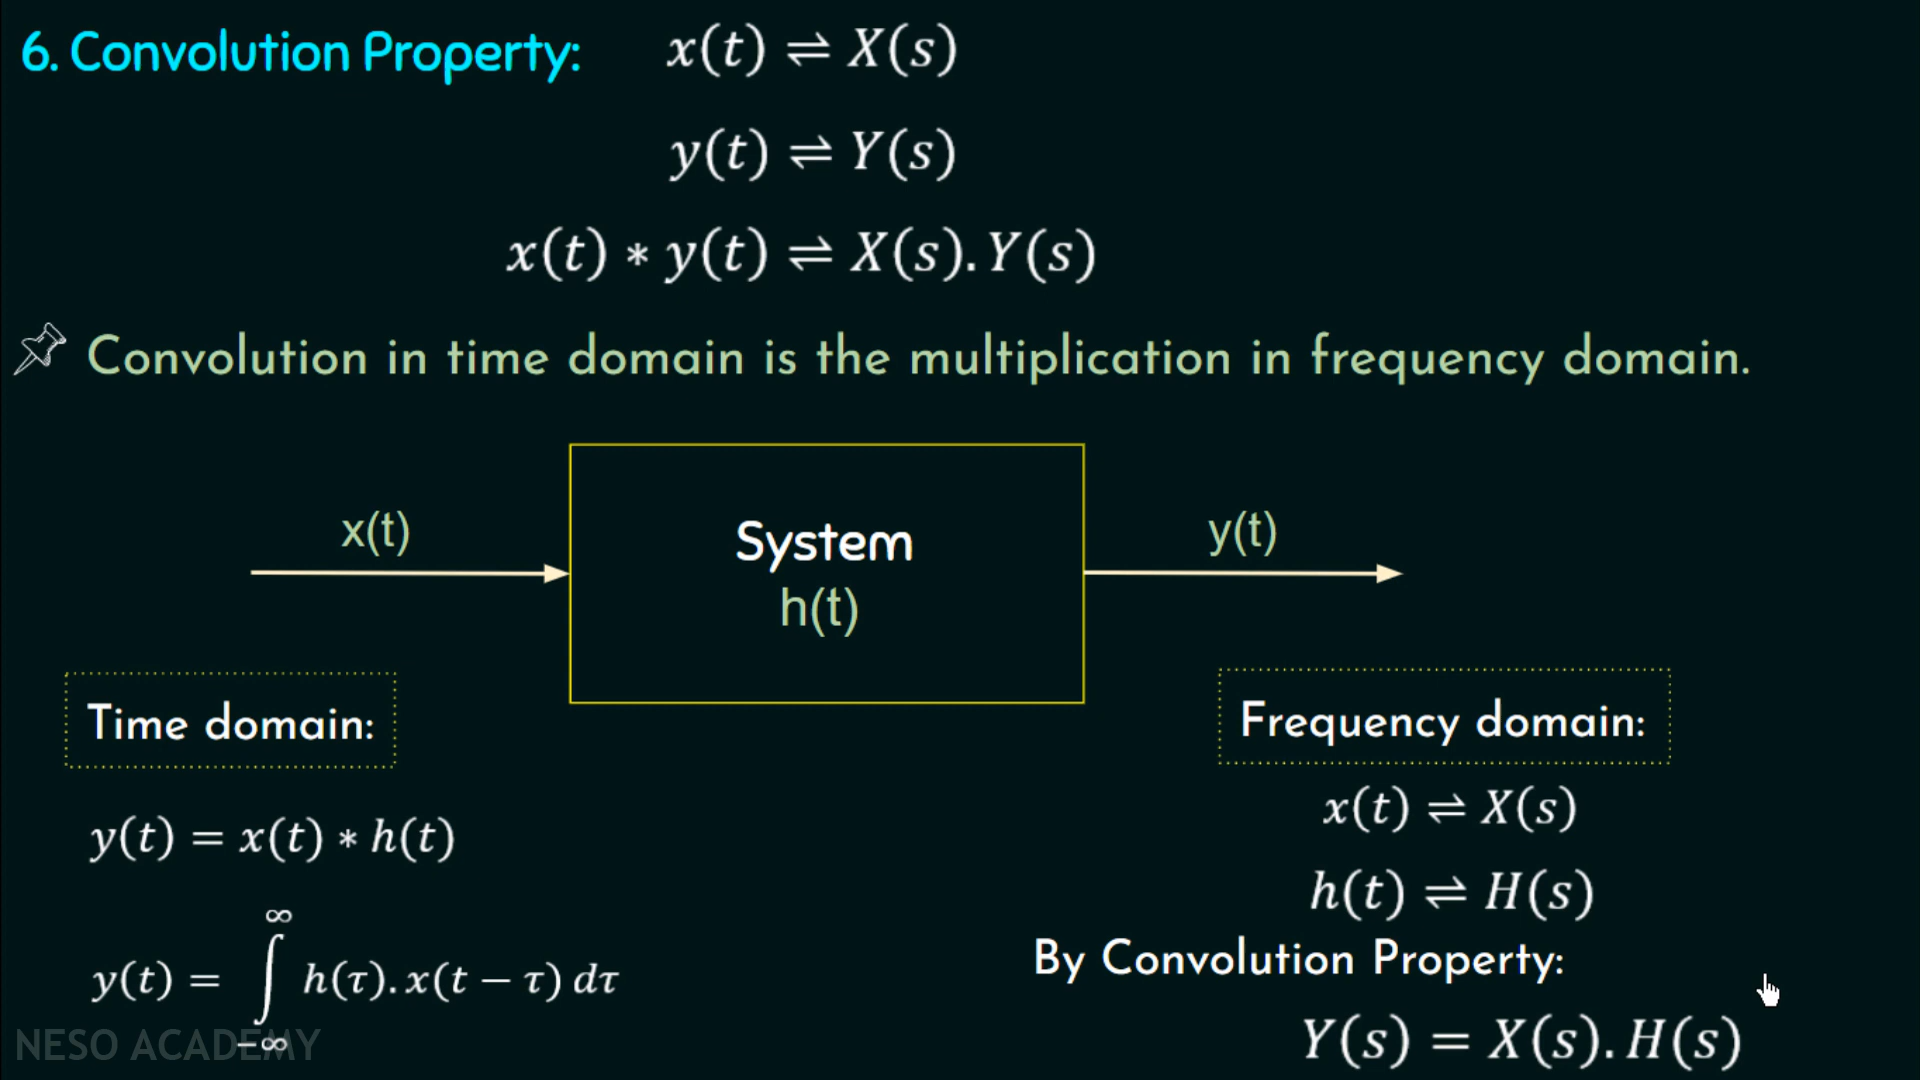 6. Convolution Property: x(t) ⇌ X(s)
y(t) ⇌ Y(s)
x(t) * y(t) ⇌ X(s). Y(s)
Convolution in time domain is the multiplication in frequency domain.
x(t)
System
h(t)
y(t)
Time domain:
y(t) = x(t) * h(t)
y(t) = ∫_{-∞}^{∞} h(τ). x(t − τ) dτ
Frequency domain:
x(t) ⇌ X(s)
h(t) ⇌ H(s)
By Convolution Property:
Y(s) = X(s). H(s)
NESO ACADEMY